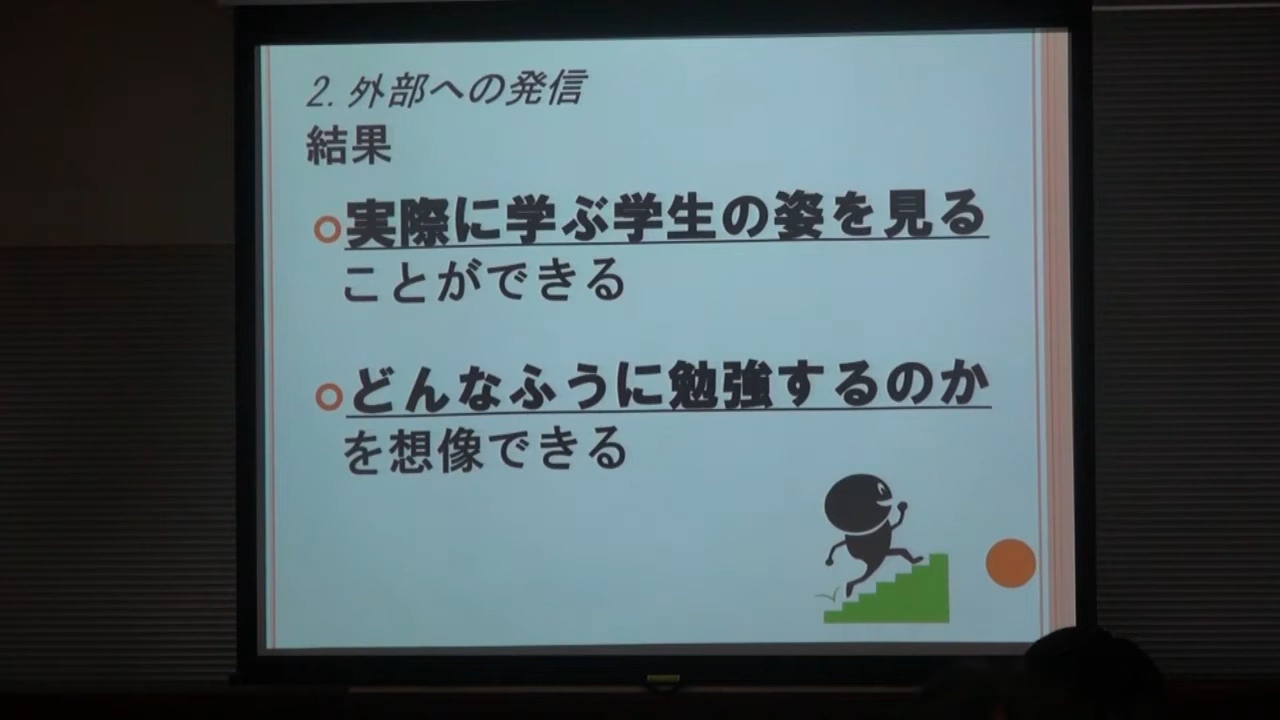 2. 外部への発信
結果
実際に学ぶ学生の姿を見る
ことができる
どんなふうに勉強するのか
を想像できる